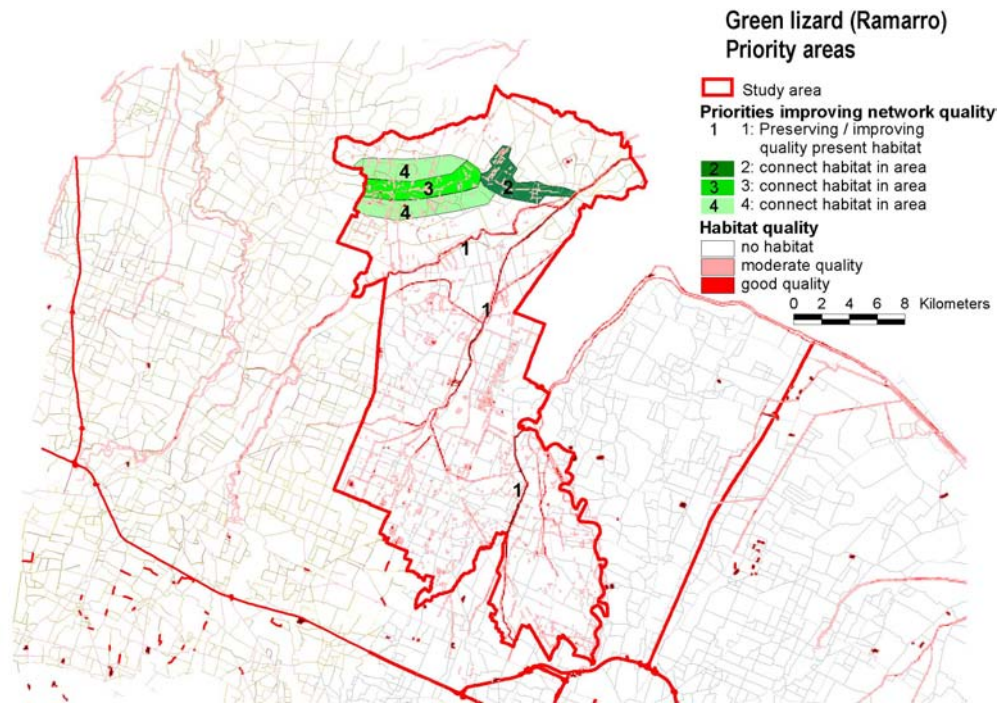 Green lizard (Ramarro)
Priority areas
Study area
Priorities improving network quality
1 1: Preserving / improving
quality present habitat
2 2: connect habitat in area
3 3: connect habitat in area
4 4: connect habitat in area
Habitat quality
no habitat
moderate quality
good quality
0 2 4 6 8 Kilometers
4
3
2
4
1
1
1